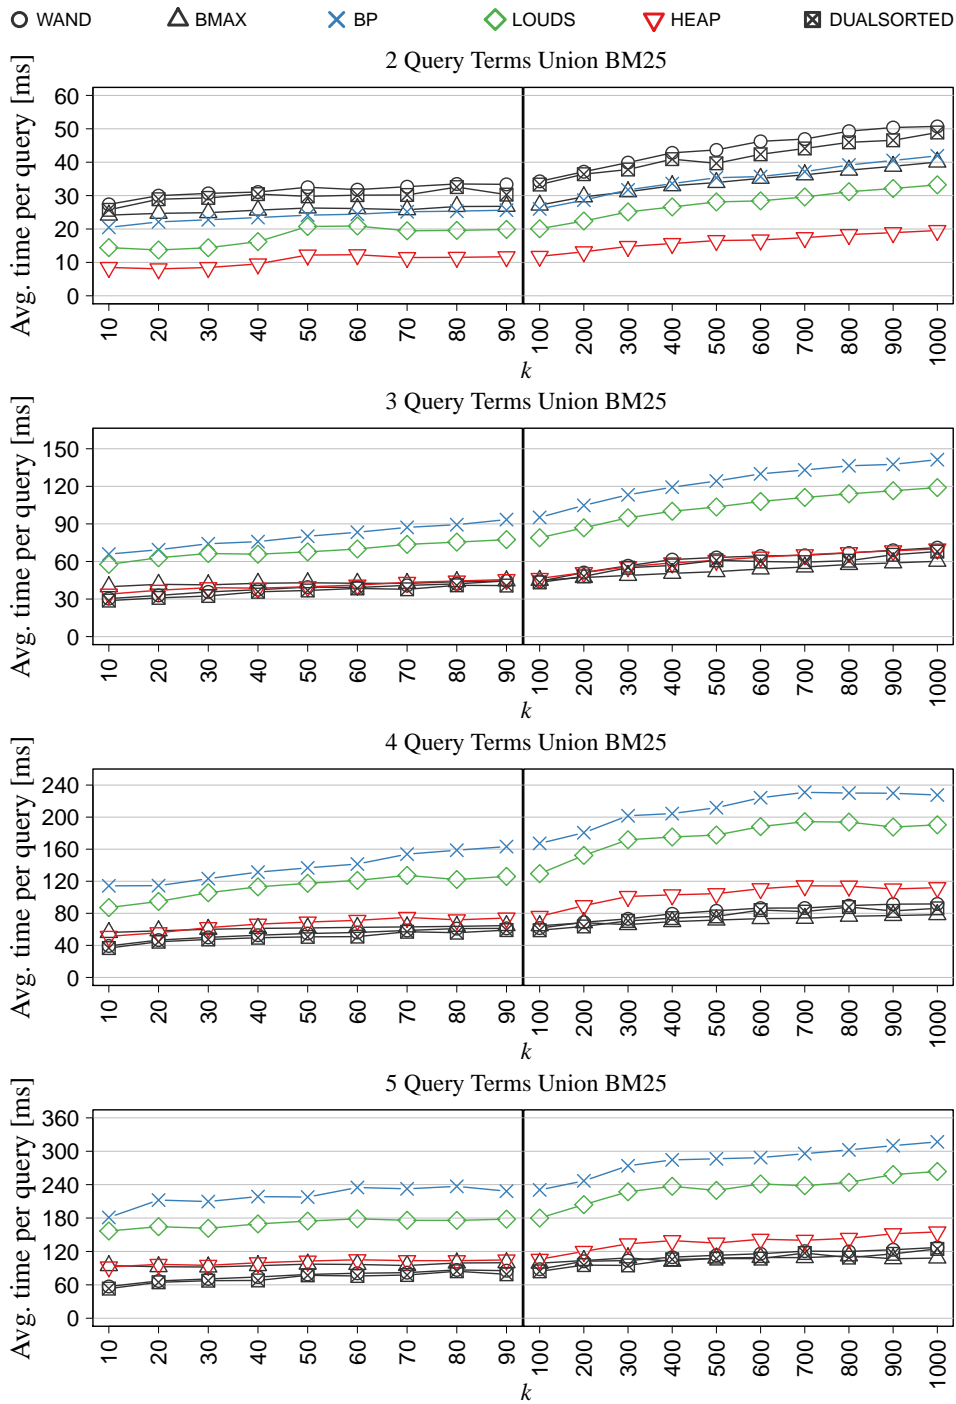 WAND BMAX BP LOUDS HEAP DUALSORTED
2 Query Terms Union BM25
Avg. time per query [ms]
60
50
40
30
20
10
0
10 20 30 40 50 60 70 80 90 100 200 300 400 500 600 700 800 900 1000
k
3 Query Terms Union BM25
Avg. time per query [ms]
150
120
90
60
30
0
10 20 30 40 50 60 70 80 90 100 200 300 400 500 600 700 800 900 1000
k
4 Query Terms Union BM25
Avg. time per query [ms]
240
200
160
120
80
40
0
10 20 30 40 50 60 70 80 90 100 200 300 400 500 600 700 800 900 1000
k
5 Query Terms Union BM25
Avg. time per query [ms]
360
300
240
180
120
60
0
10 20 30 40 50 60 70 80 90 100 200 300 400 500 600 700 800 900 1000
k